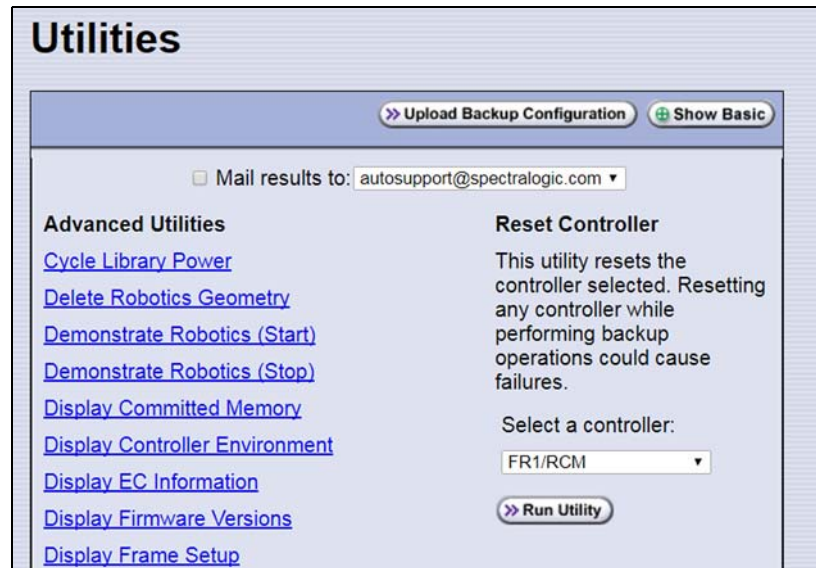 Utilities
Upload Backup Configuration
Show Basic
Mail results to: autosupport@spectralogic.com
Advanced Utilities
Cycle Library Power
Delete Robotics Geometry
Demonstrate Robotics (Start)
Demonstrate Robotics (Stop)
Display Committed Memory
Display Controller Environment
Display EC Information
Display Firmware Versions
Display Frame Setup
Reset Controller
This utility resets the
controller selected. Resetting
any controller while
performing backup
operations could cause
failures.
Select a controller:
FR1/RCM
Run Utility